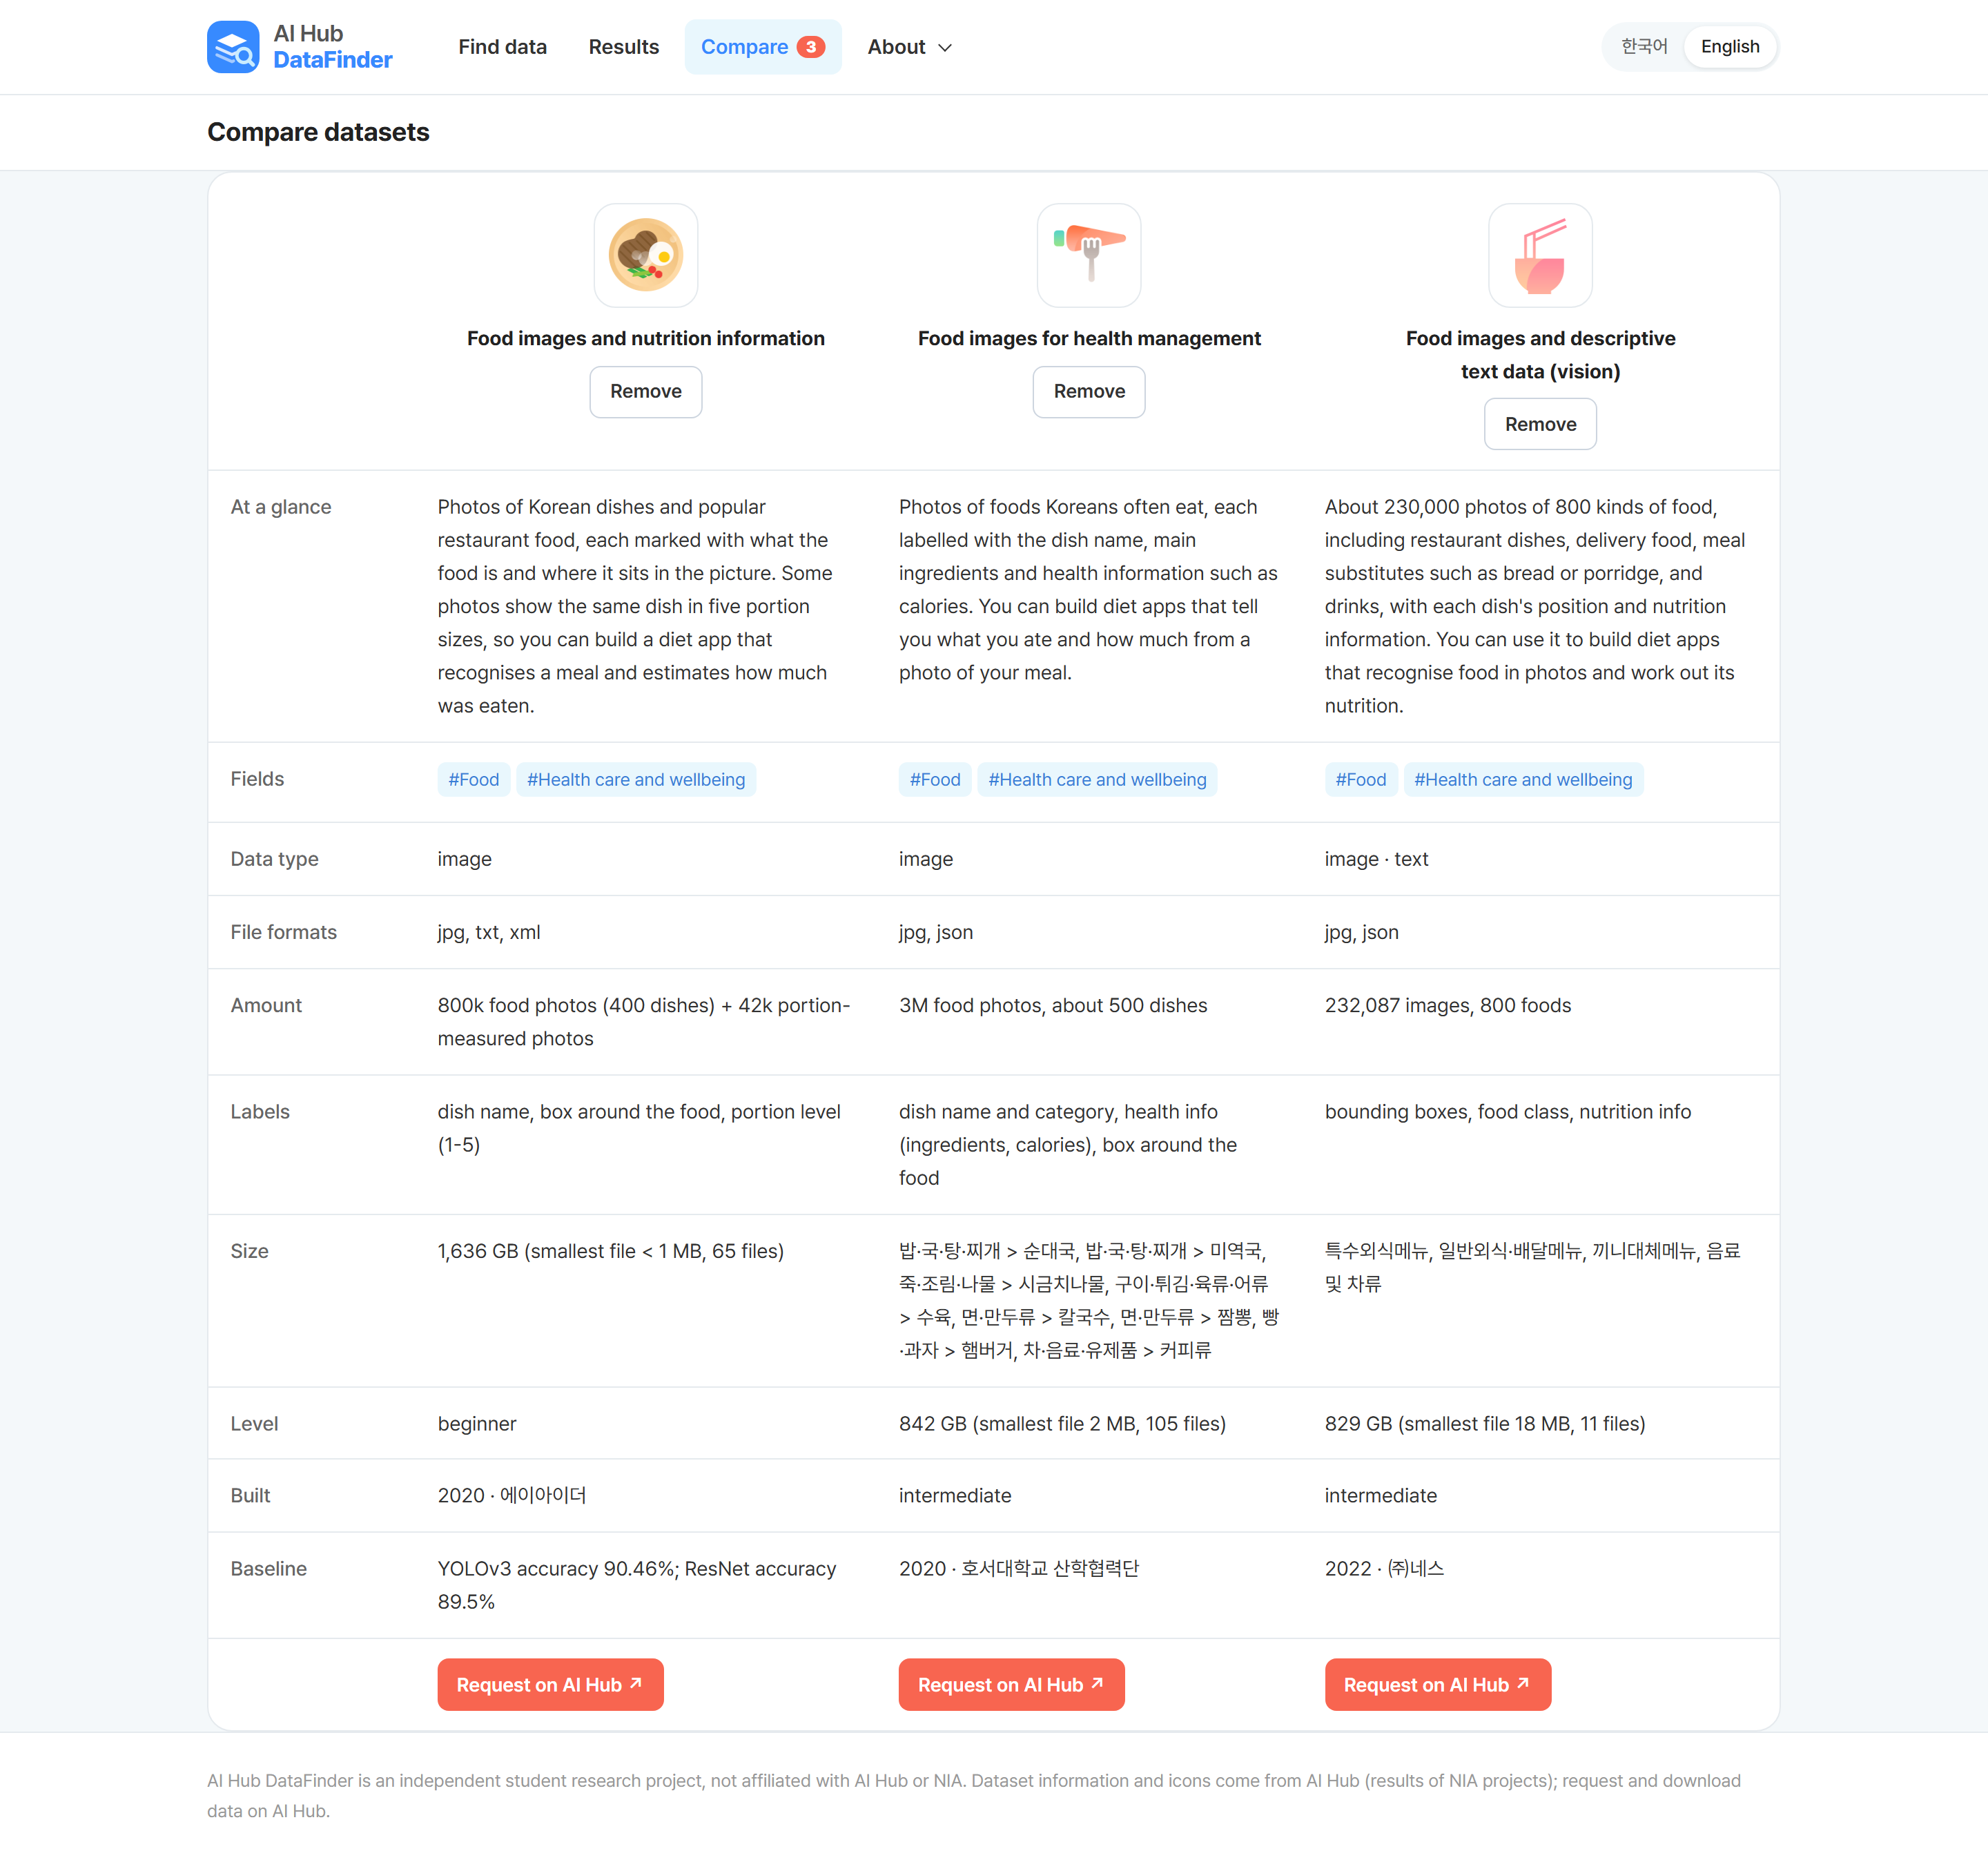 AI Hub
DataFinder
Find data
Results
Compare 3
About
한국어
English
Compare datasets
Food images and nutrition information
Remove
Food images for health management
Remove
Food images and descriptive
text data (vision)
Remove
At a glance
Photos of Korean dishes and popular
restaurant food, each marked with what the
food is and where it sits in the picture. Some
photos show the same dish in five portion
sizes, so you can build a diet app that
recognises a meal and estimates how much
was eaten.
Photos of foods Koreans often eat, each
labelled with the dish name, main
ingredients and health information such as
calories. You can build diet apps that tell
you what you ate and how much from a
photo of your meal.
About 230,000 photos of 800 kinds of food,
including restaurant dishes, delivery food, meal
substitutes such as bread or porridge, and
drinks, with each dish's position and nutrition
information. You can use it to build diet apps
that recognise food in photos and work out its
nutrition.
Fields
#Food #Health care and wellbeing
#Food #Health care and wellbeing
#Food #Health care and wellbeing
Data type
image
image
image · text
File formats
jpg, txt, xml
jpg, json
jpg, json
Amount
800k food photos (400 dishes) + 42k portion-
measured photos
3M food photos, about 500 dishes
232,087 images, 800 foods
Labels
dish name, box around the food, portion level
(1-5)
dish name and category, health info
(ingredients, calories), box around the
food
bounding boxes, food class, nutrition info
Size
1,636 GB (smallest file < 1 MB, 65 files)
밥·국·탕·찌개 > 순대국, 밥·국·탕·찌개 > 미역국,
죽·조림·나물 > 시금치나물, 구이·튀김·육류·어류
> 수육, 면·만두류 > 칼국수, 면·만두류 > 짬뽕, 빵
·과자 > 햄버거, 차·음료·유제품 > 커피류
특수외식메뉴, 일반외식·배달메뉴, 끼니대체메뉴, 음료
및 차류
Level
beginner
842 GB (smallest file 2 MB, 105 files)
829 GB (smallest file 18 MB, 11 files)
Built
2020 · 에이아이더
intermediate
intermediate
Baseline
YOLOv3 accuracy 90.46%; ResNet accuracy
89.5%
2020 · 호서대학교 산학협력단
2022 · ㈜네스
Request on AI Hub ↗
Request on AI Hub ↗
Request on AI Hub ↗
AI Hub DataFinder is an independent student research project, not affiliated with AI Hub or NIA. Dataset information and icons come from AI Hub (results of NIA projects); request and download
data on AI Hub.